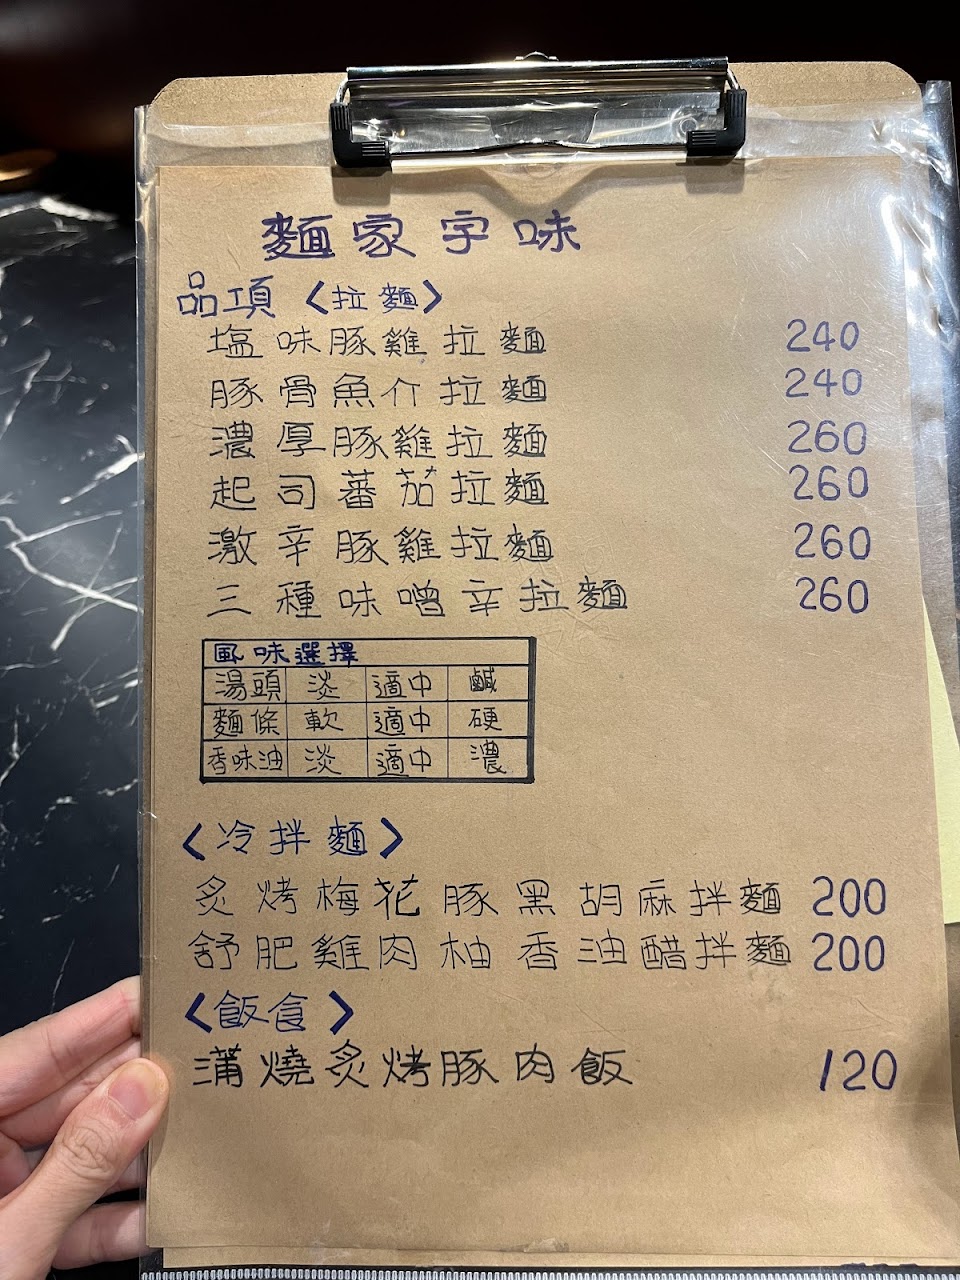 麵家宇味
品項〈拉麵〉
塩味豚雞拉麵 240
豚骨魚介拉麵 240
濃厚豚雞拉麵 260
起司蕃茄拉麵 260
激辛豚雞拉麵 260
三種味噌辛拉麵 260
風味選擇
湯頭 淡 適中 鹹
麵條 軟 適中 硬
香味油 淡 適中 濃
〈冷拌麵〉
炙烤梅花豚黑胡麻拌麵 200
舒肥雞肉柚香油醋拌麵 200
〈飯食〉
蒲燒炙烤豚肉飯 120